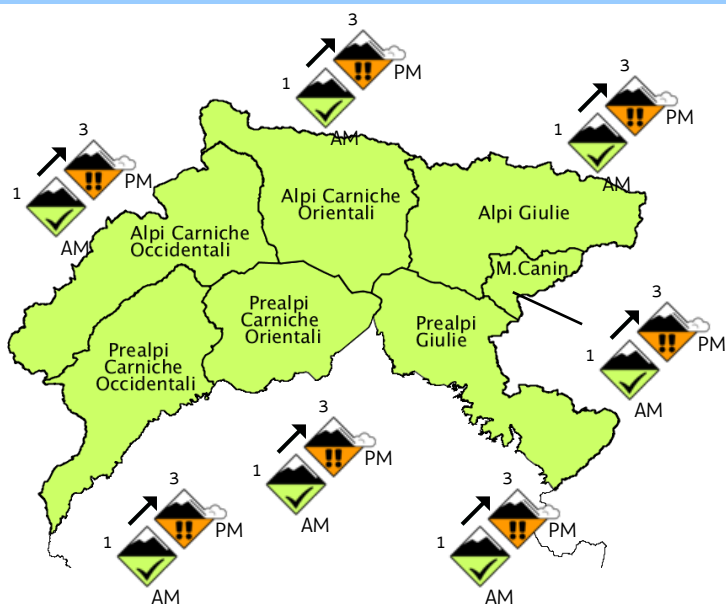 3
PM
1
AM
3
PM
1
AM
3
PM
1
AM
Alpi Carniche
Orientali
Alpi Giulie
Alpi Carniche
Occidentali
M.Canin
Prealpi
Carniche
Orientali
Prealpi
Giulie
3
PM
1
AM
Prealpi
Carniche
Occidentali
3
PM
1
AM
3
PM
1
AM
3
PM
1
AM